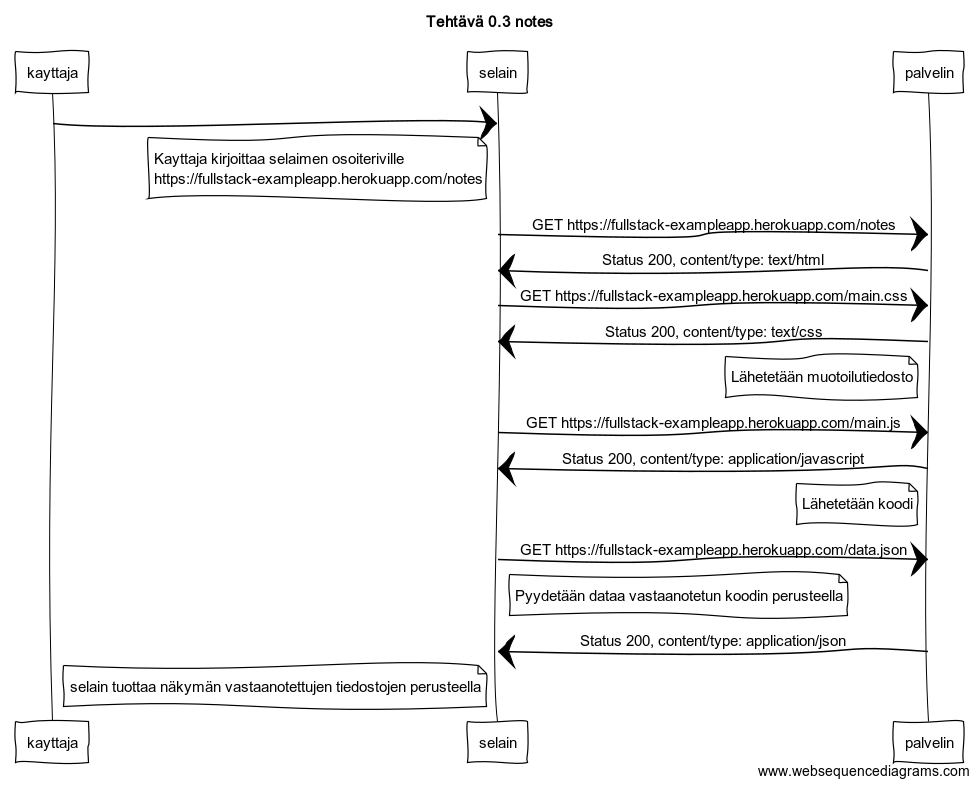 Tehtävä 0.3 notes
kayttaja
selain
palvelin
Kayttaja kirjoittaa selaimen osoiteriville
https://fullstack-exampleapp.herokuapp.com/notes
GET https://fullstack-exampleapp.herokuapp.com/notes
Status 200, content/type: text/html
GET https://fullstack-exampleapp.herokuapp.com/main.css
Status 200, content/type: text/css
Lähetetään muotoilutiedosto
GET https://fullstack-exampleapp.herokuapp.com/main.js
Status 200, content/type: application/javascript
Lähetetään koodi
GET https://fullstack-exampleapp.herokuapp.com/data.json
Pyydetään dataa vastaanotetun koodin perusteella
Status 200, content/type: application/json
selain tuottaa näkymän vastaanotettujen tiedostojen perusteella
kayttaja
selain
palvelin
www.websequencediagrams.com